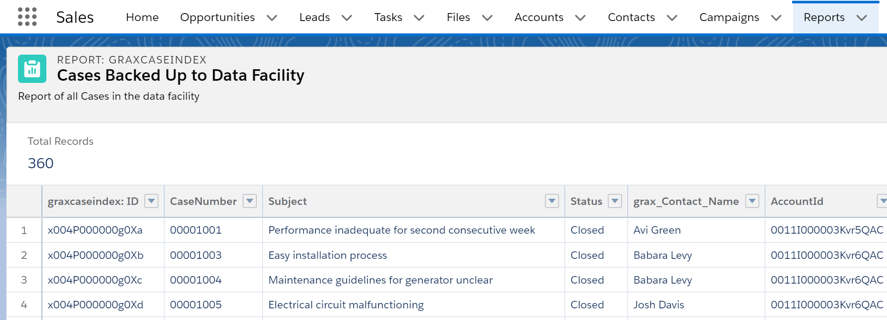 Sales Home Opportunities Leads Tasks Files Accounts Contacts Campaigns Reports
REPORT: GRAXCASEINDEX
Cases Backed Up to Data Facility
Report of all Cases in the data facility
Total Records
360
graxcaseindex: ID CaseNumber Subject Status grax_Contact_Name AccountId
1 x004P000000g0Xa 00001001 Performance inadequate for second consecutive week Closed Avi Green 0011I000003Kvr5QAC
2 x004P000000g0Xb 00001003 Easy installation process Closed Babara Levy 0011I000003Kvr6QAC
3 x004P000000g0Xc 00001004 Maintenance guidelines for generator unclear Closed Babara Levy 0011I000003Kvr6QAC
4 x004P000000g0Xd 00001005 Electrical circuit malfunctioning Closed Josh Davis 0011I000003Kvr6QAC